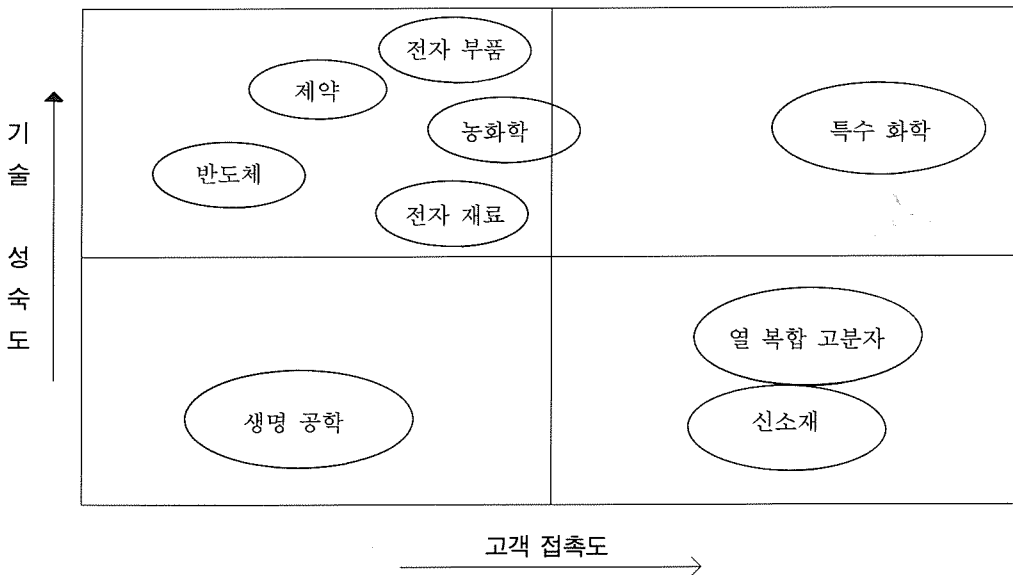 전자 부품
제약
농화학
특수 화학
반도체
전자 재료
기술 성숙도
열 복합 고분자
생명 공학
신소재
고객 접촉도